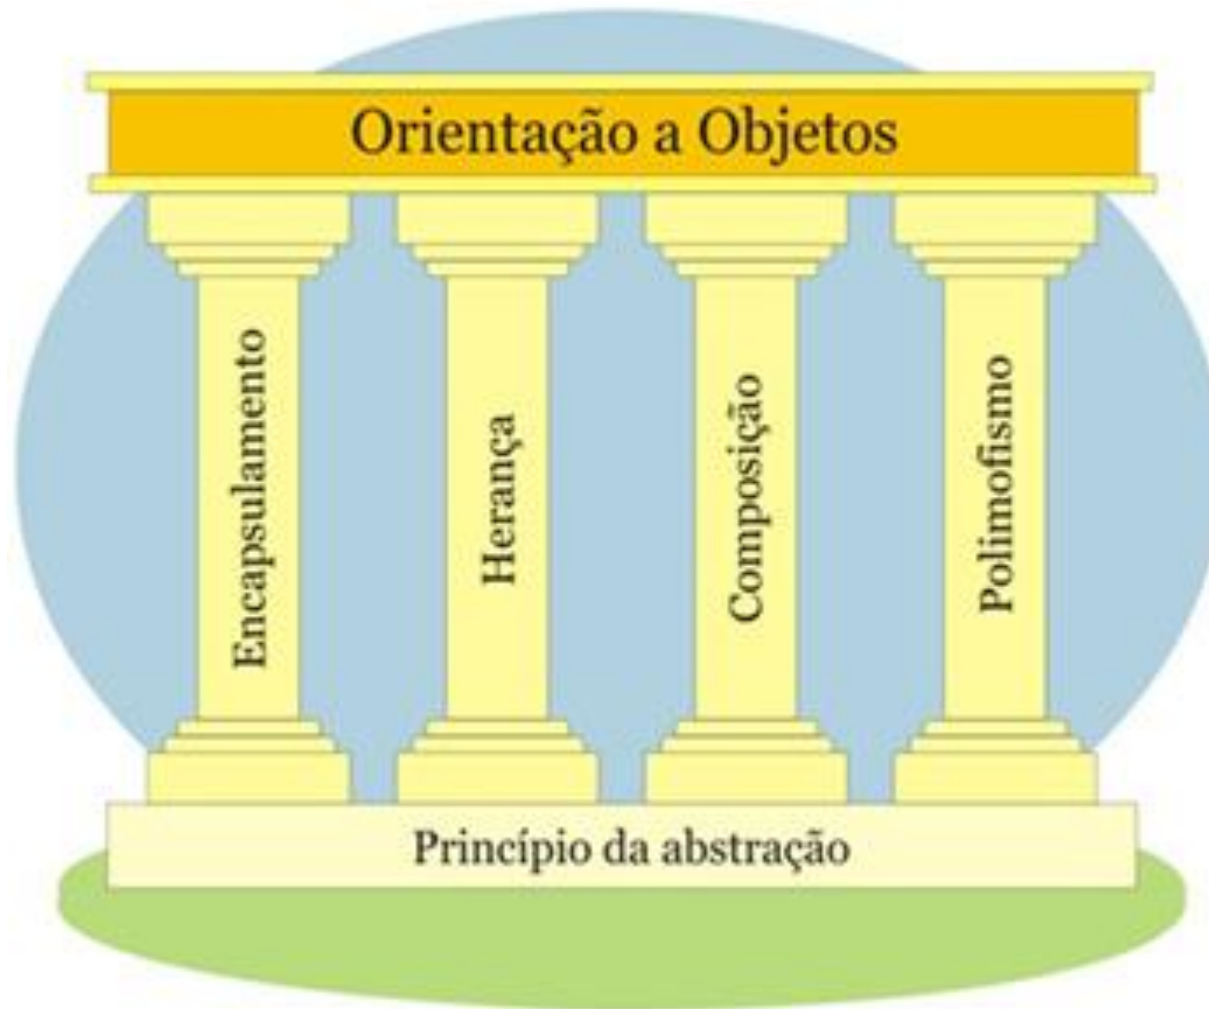 Orientação a Objetos
Encapsulamento
Herança
Composição
Polimofismo
Princípio da abstração